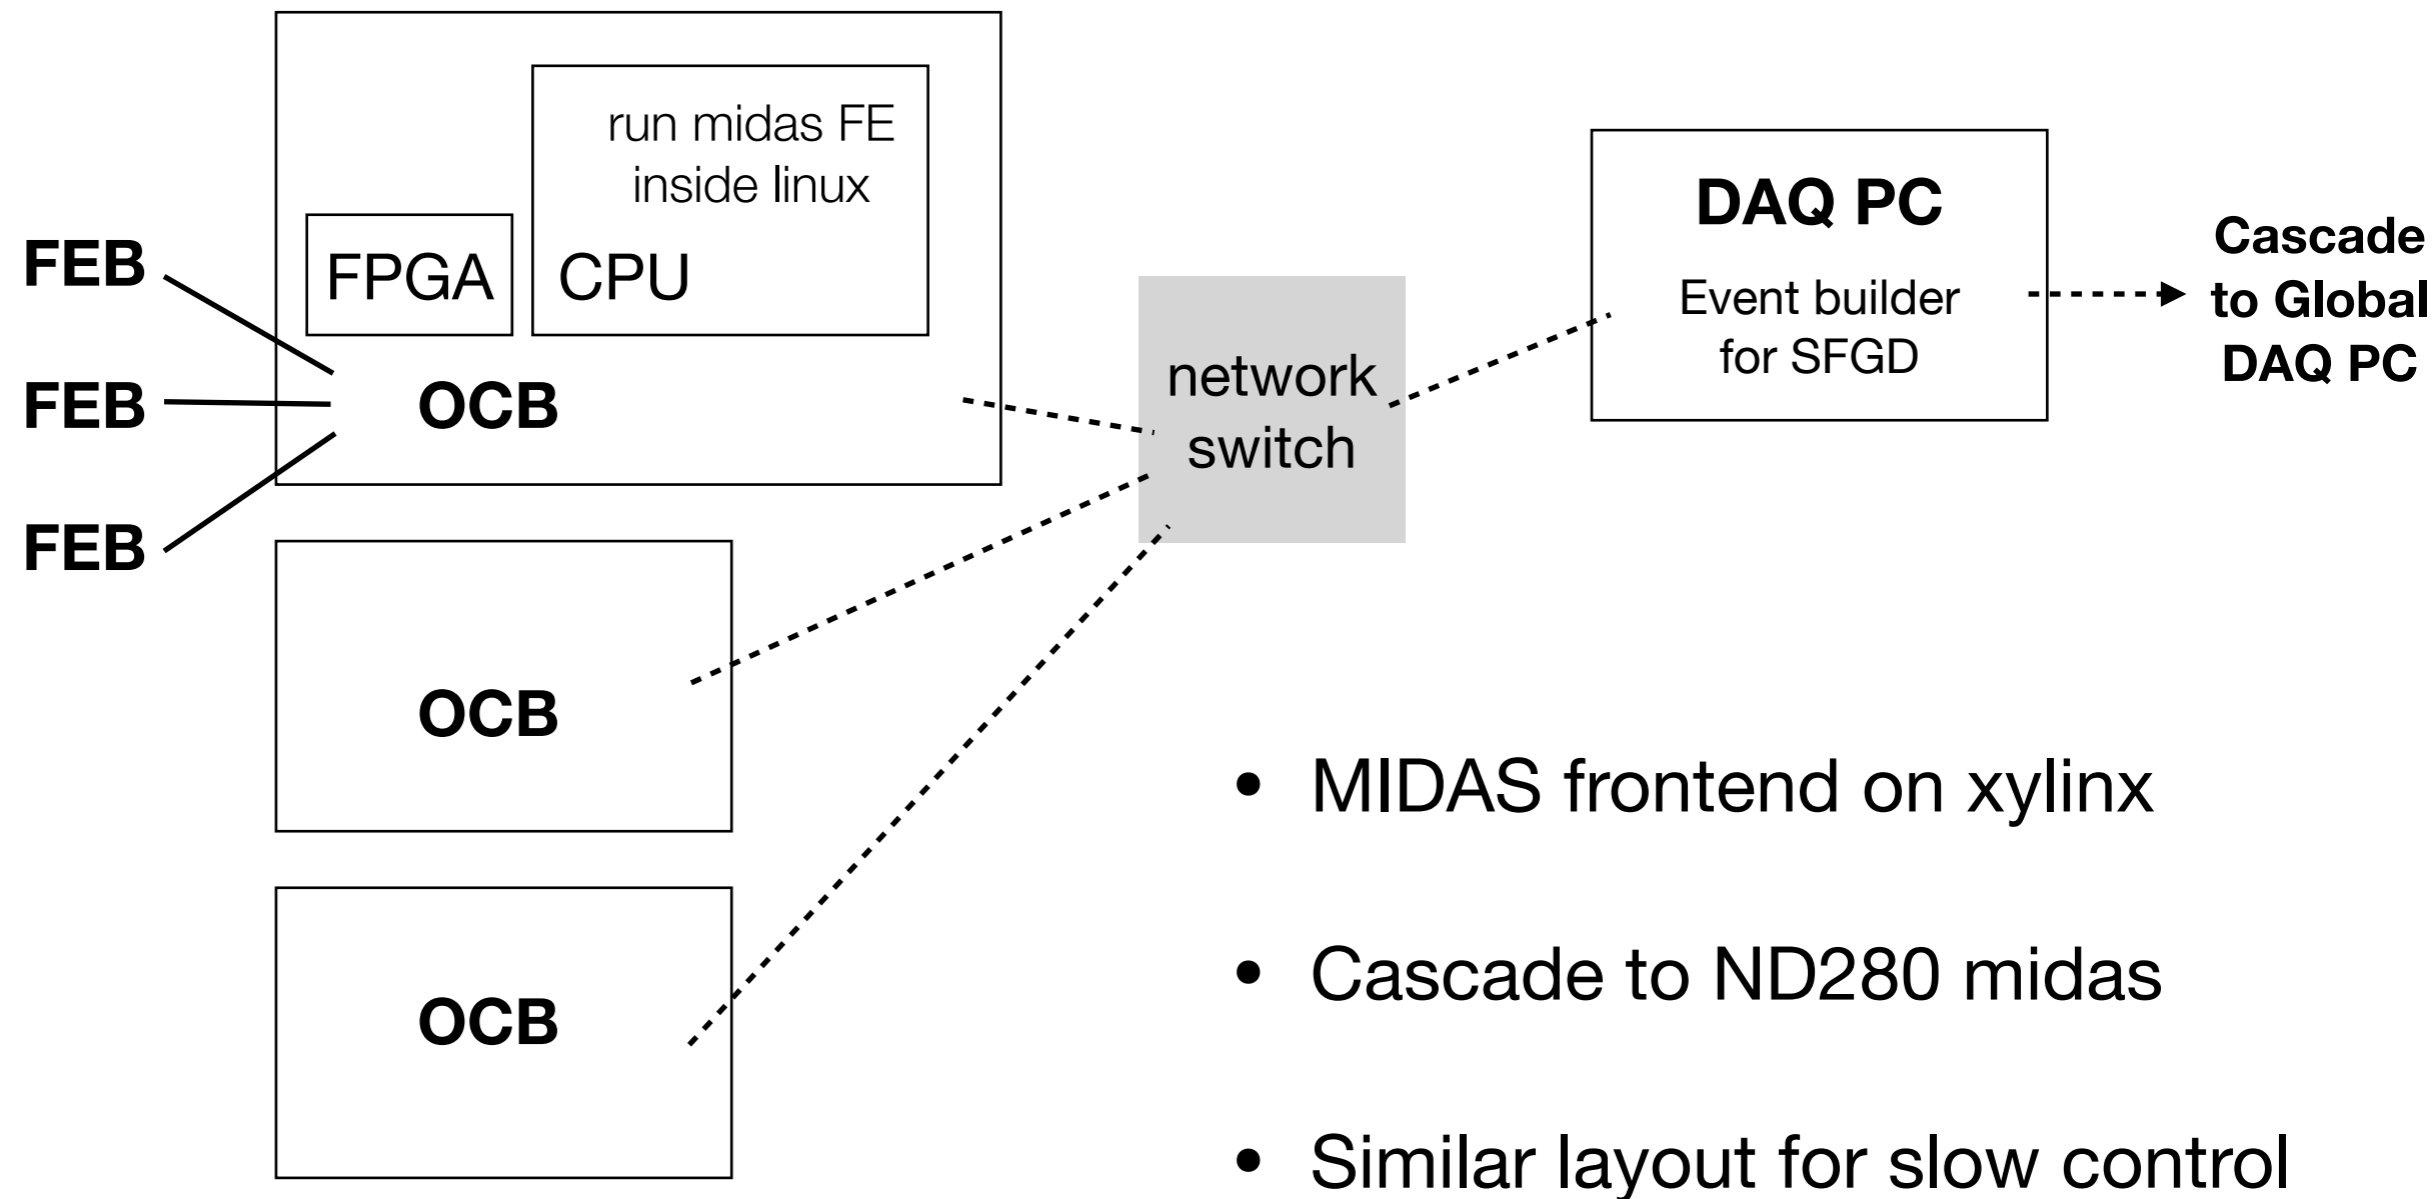 run midas FE
inside linux
FPGA
CPU
OCB
FEB
FEB
FEB
OCB
OCB
network
switch
DAQ PC
Event builder
for SFGD
Cascade
to Global
DAQ PC
• MIDAS frontend on xylinx
• Cascade to ND280 midas
• Similar layout for slow control